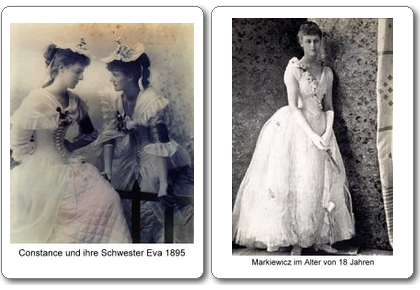 Constance und ihre Schwester Eva 1895
Markiewicz im Alter von 18 Jahren